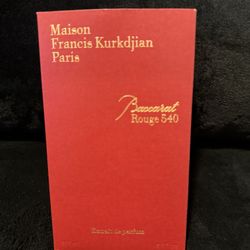 Maison
Francis Kurkdjian
Paris
Baccarat
Rouge 540
Extrait de parfum